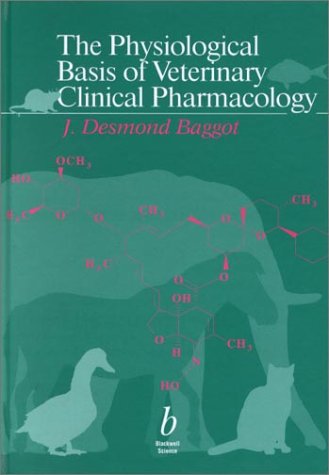 The Physiological
Basis of Veterinary
Clinical Pharmacology
J. Desmond Baggot
OCH3
CH3
HO
H3C
O
O
O
O
CH3
H3C
O
O
OH
CH3
O
H
N
HO
b
Blackwell
Science